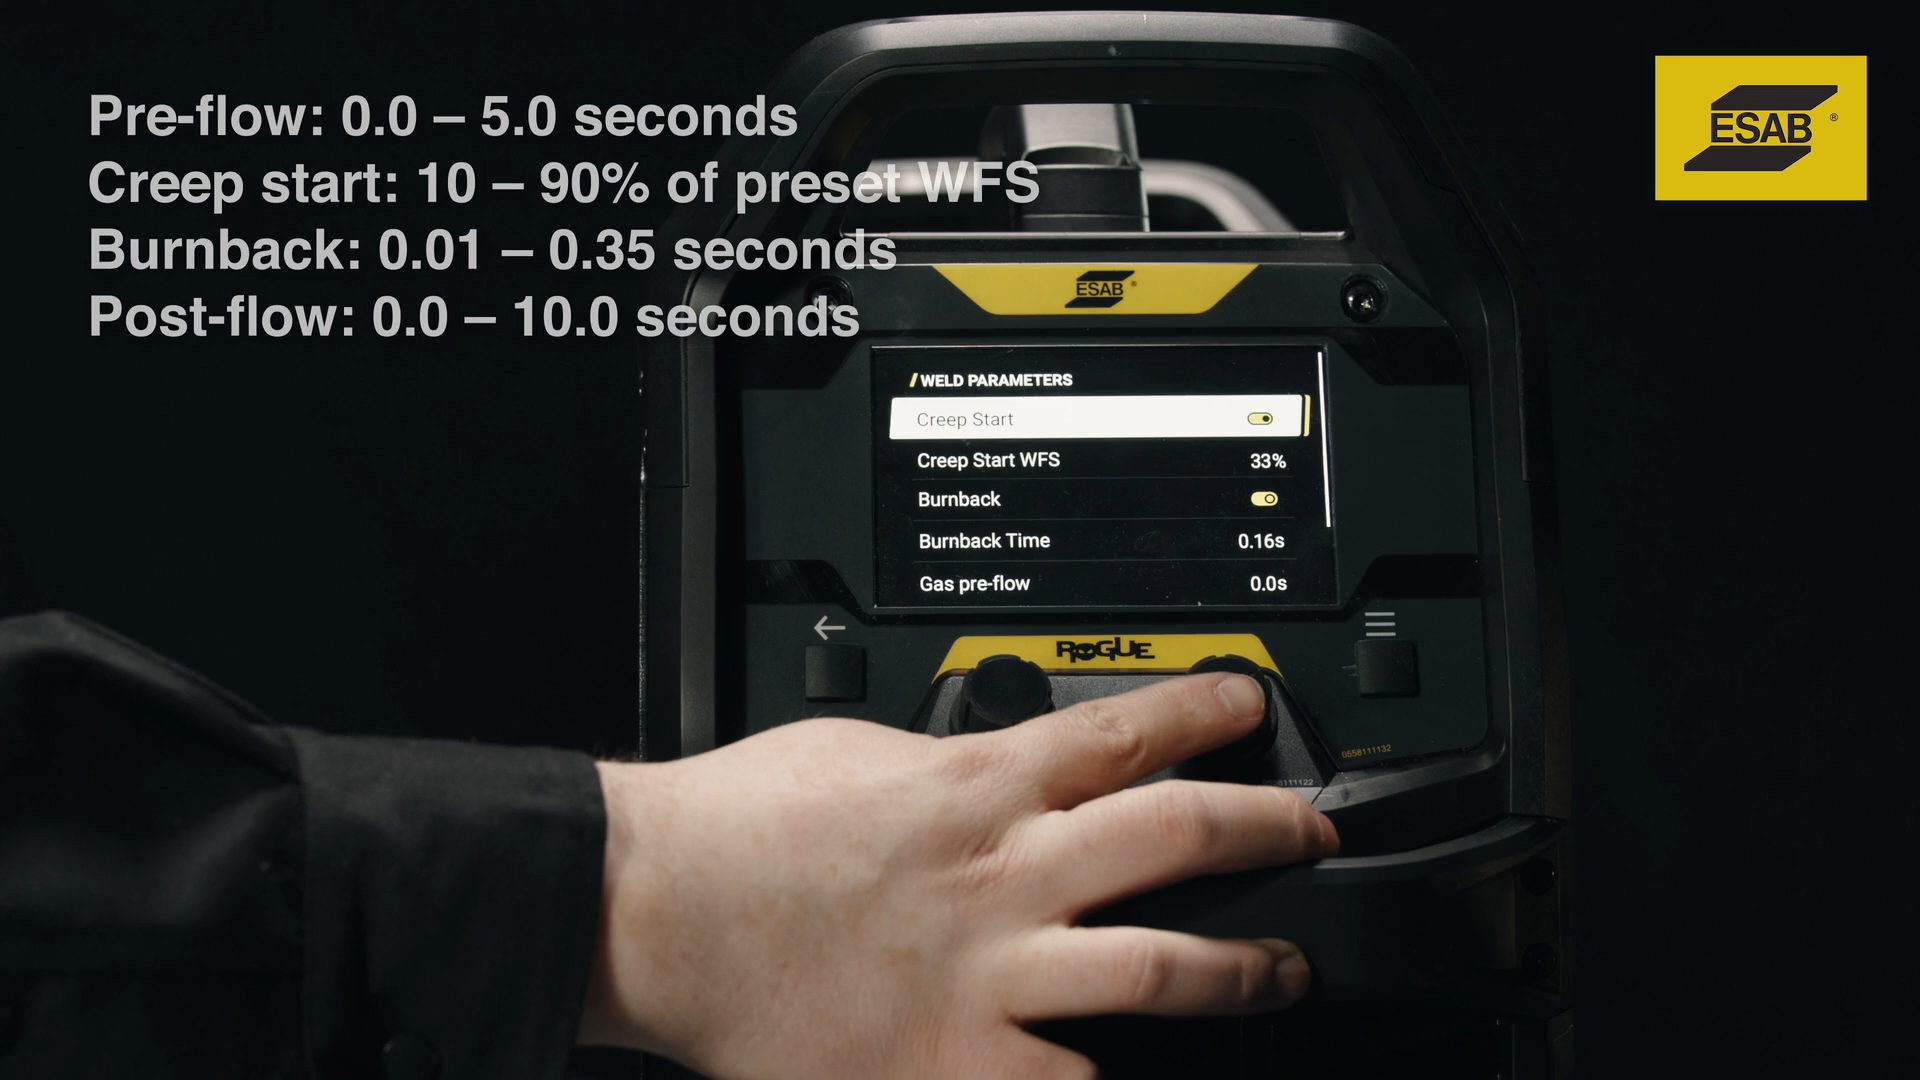 Pre-flow: 0.0 – 5.0 seconds
Creep start: 10 – 90% of preset WFS
Burnback: 0.01 – 0.35 seconds
Post-flow: 0.0 – 10.0 seconds
ESAB ®
ESAB ®
WELD PARAMETERS
Creep Start
Creep Start WFS 33%
Burnback
Burnback Time 0.16s
Gas pre-flow 0.0s
ROGUE
0558111132